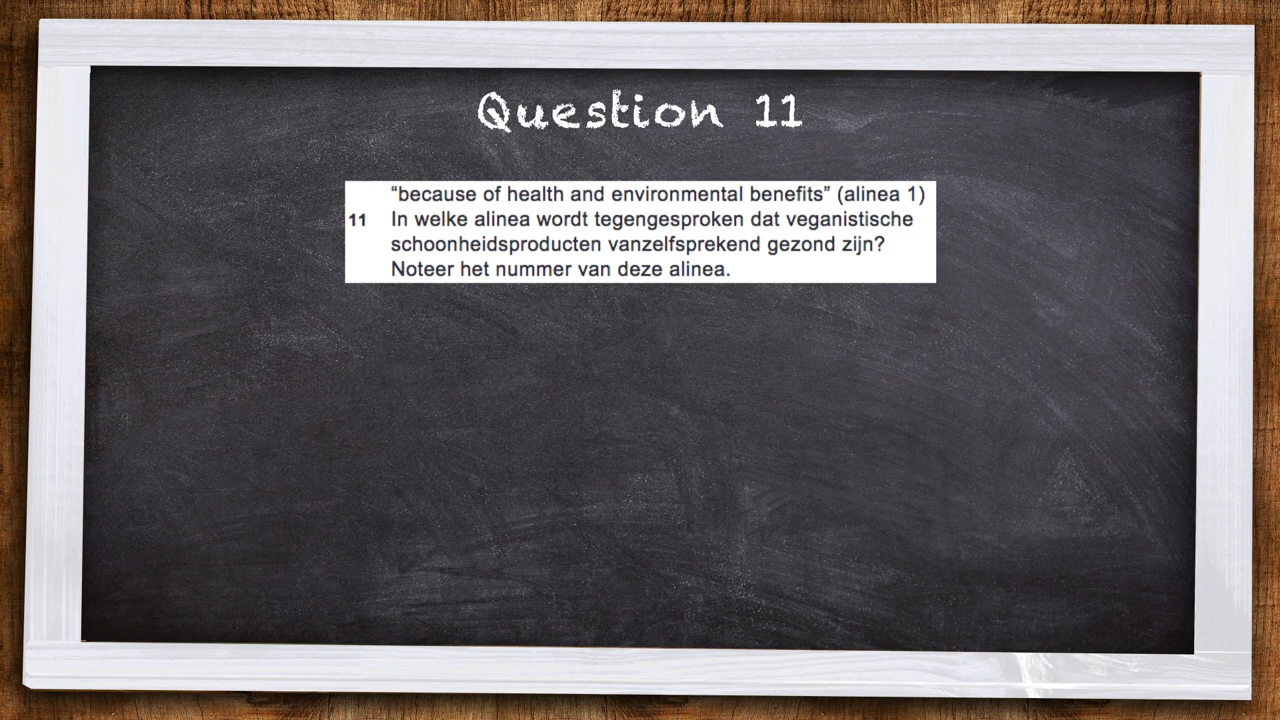 Question 11
“because of health and environmental benefits” (alinea 1)
11 In welke alinea wordt tegengesproken dat veganistische
schoonheidsproducten vanzelfsprekend gezond zijn?
Noteer het nummer van deze alinea.